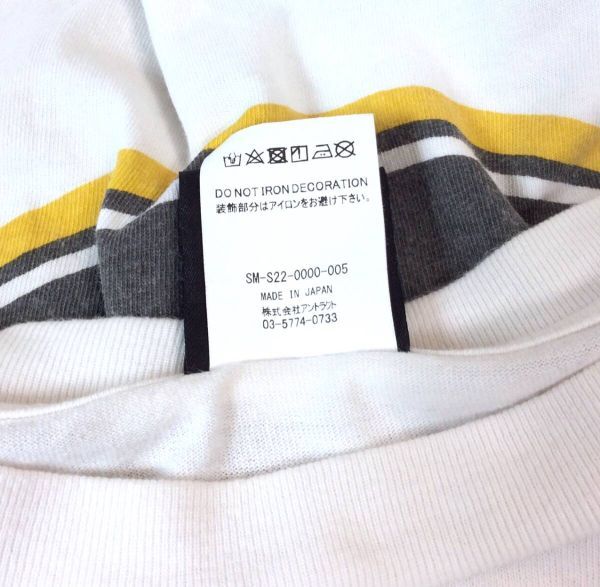 DO NOT IRON DECORATION
装飾部分はアイロンをお避け下さい。
SM-S22-0000-005
MADE IN JAPAN
株式会社アントラント
03-5774-0733